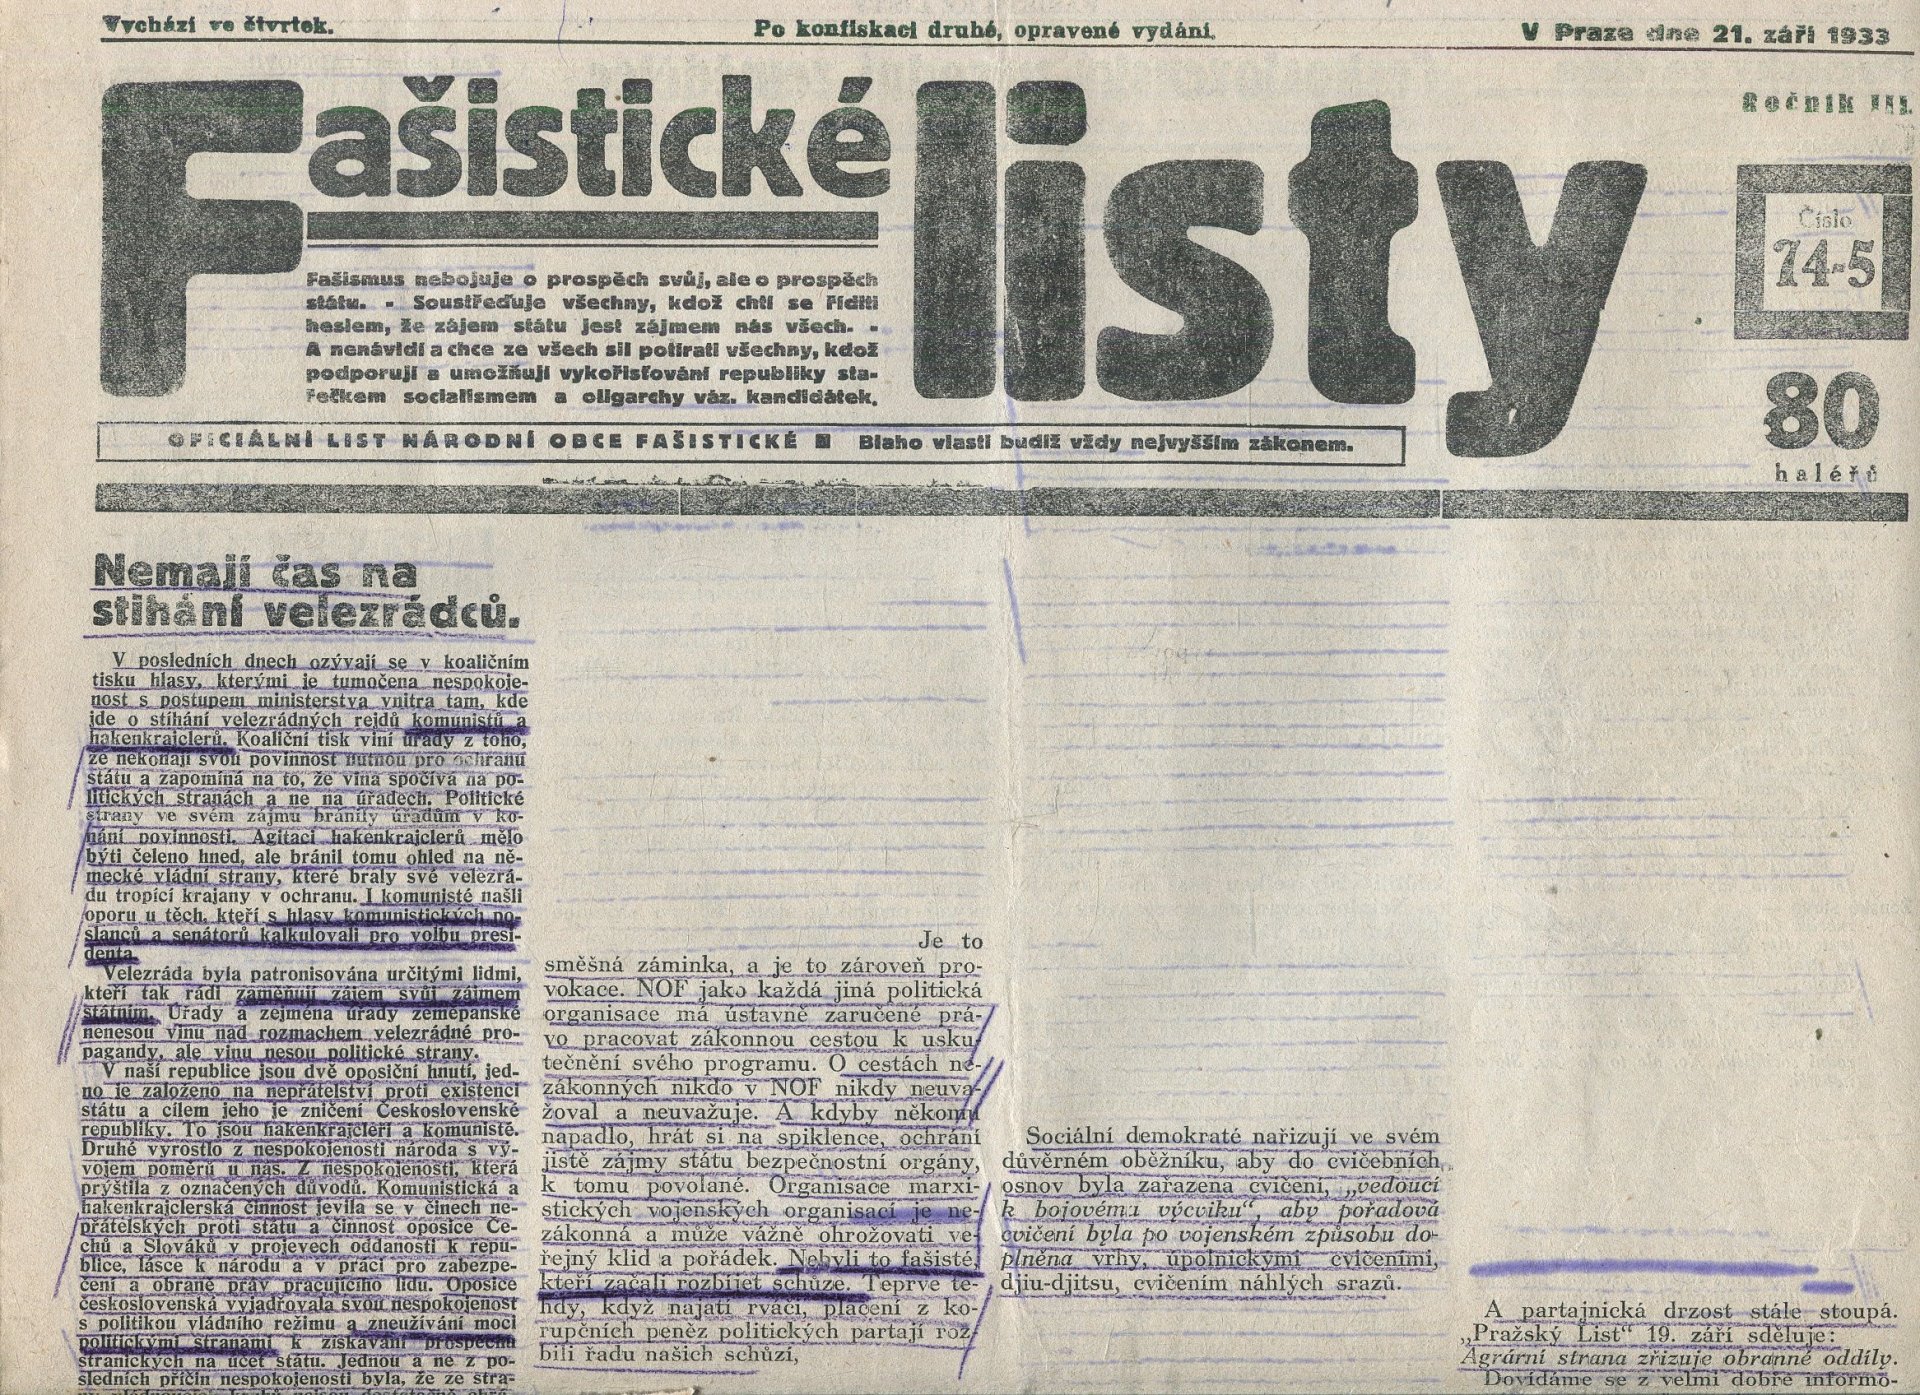 Vychází ve čtvrtek.
Po konfiskaci druhé, opravené vydání.
V Praze dne 21. září 1933
Fašistické listy
Ročník III.
Číslo
74-5
80
haléřů
Fašismus nebojuje o prospěch svůj, ale o prospěch
státu. - Soustřeďuje všechny, kdož chtí se říditi
heslem, že zájem státu jest zájmem nás všech. -
A nenávidí a chce ze všech sil potírati všechny, kdož
podporují a umožňují vykořisťování republiky sta-
řečkem socialismem a oligarchy váz. kandidátek.
OFICIÁLNÍ LIST NÁRODNÍ OBCE FAŠISTICKÉ ■ Blaho vlasti budiž vždy nejvyšším zákonem.
Nemají čas na
stíhání velezrádců.
V posledních dnech ozývají se v koaličním
tisku hlasy, kterými je tumočena nespokoje-
nost s postupem ministerstva vnitra tam, kde
jde o stíhání velezrádných rejdů komunistů a
hakenkrajclerů. Koaliční tisk viní úřady z toho,
že nekonají svou povinnost nutnou pro ochranu
státu a zapomíná na to, že vina spočívá na po-
litických stranách a ne na úřadech. Politické
strany ve svém zájmu bránily úřadům v ko-
nání povinností. Agitaci hakenkrajclerů mělo
býti čeleno hned, ale bránil tomu ohled na ně-
mecké vládní strany, které braly své velezrá-
du tropící krajany v ochranu. I komunisté našli
oporu u těch, kteří s hlasy komunistických po-
slanců a senátorů kalkulovali pro volbu presi-
denta.
Velezráda byla patronisována určitými lidmi,
kteří tak rádi zaměňují zájem svůj zájmem
státním. Úřady a zejména úřady zeměpanské
nenesou vinu nad rozmachem velezrádné pro-
pagandy, ale vinu nesou politické strany.
V naší republice jsou dvě oposiční hnutí, jed-
no je založeno na nepřátelství proti existenci
státu a cílem jeho je zničení Československé
republiky. To jsou hakenkrajcleři a komunisté.
Druhé vyrostlo z nespokojenosti národa s vý-
vojem poměrů u nás. Z nespokojenosti, která
prýštila z označených důvodů. Komunistická a
hakenkrajclerská činnost jevila se v činech ne-
přátelských proti státu a činnost oposice Če-
chů a Slováků v projevech oddanosti k repu-
blice, lásce k národu a v práci pro zabezpe-
čení a obraně práv pracujícího lidu. Oposice
československá vyjadřovala svou nespokojenost
s politikou vládního režimu a zneužívání moci
politickými stranami k získávání prospěchu
stranických na účet státu. Jednou a ne z po-
sledních příčin nespokojenosti byla, že ze stra-
Je to
směšná záminka, a je to zároveň pro-
vokace. NOF jako každá jiná politická
organisace má ústavně zaručené prá-
vo pracovat zákonnou cestou k usku-
tečnění svého programu. O cestách ne-
zákonných nikdo v NOF nikdy neuva-
žoval a neuvažuje. A kdyby někomu
napadlo, hrát si na spiklence, ochrání
jistě zájmy státu bezpečnostní orgány,
k tomu povolané. Organisace marxi-
stických vojenských organisací je ne-
zákonná a může vážně ohrožovati ve-
řejný klid a pořádek. Nebyli to fašisté,
kteří začali rozbíjet schůze. Teprve te-
hdy, když najatí rváči, placení z ko-
rupčních peněz politických partají roz-
bili řadu našich schůzí,
Sociální demokraté nařizují ve svém
důvěrném oběžníku, aby do cvičebních
osnov byla zařazena cvičení, „vedoucí
k bojovému výcviku“, aby pořadová
cvičení byla po vojenském způsobu do-
plněna vrhy, úpolnickými cvičeními,
djiu-djitsu, cvičením náhlých srazů.
A partajnická drzost stále stoupá.
„Pražský List“ 19. září sděluje:
Agrární strana zřizuje obranné oddíly.
Dovídáme se z velmi dobře informo-